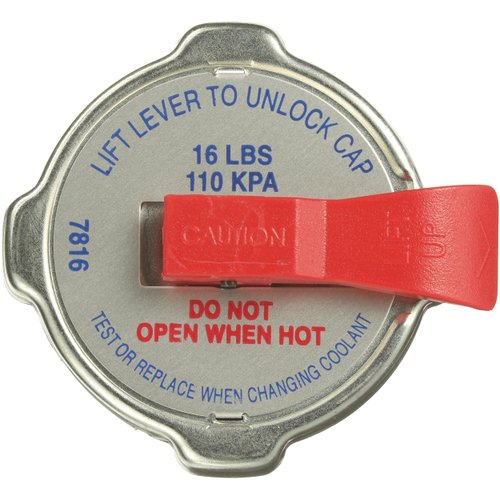 LIFT LEVER TO UNLOCK CAP
16 LBS
110 KPA
7816
CAUTION
LIFT
UP
DO NOT
OPEN WHEN HOT
TEST OR REPLACE WHEN CHANGING COOLANT